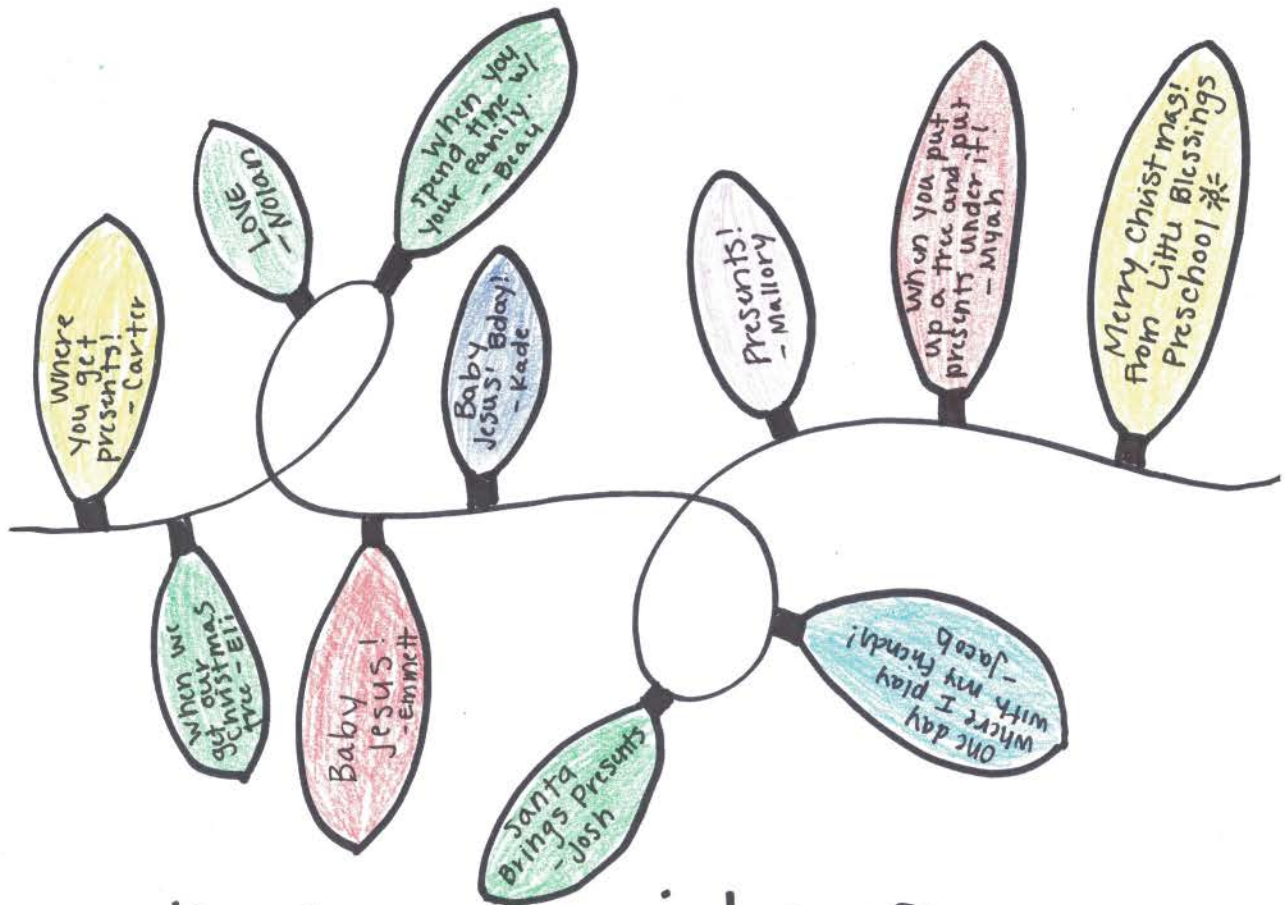 where
you get
presents!
- Carter
LOVE
- Nolan
when you
spend time w/
your family.
- Beau
when we
get our
christmas
tree - Eli
Baby
Jesus!
- Emmett
Baby
Jesus' Bday!
- Kade
Santa
Brings Presents
- Josh
one day
where I play
with my friends!
- Jacob
Presents!
- Mallory
when you put
up a tree and put
presents under it!
- Myah
Merry Christmas!
From Little Blessings
Preschool